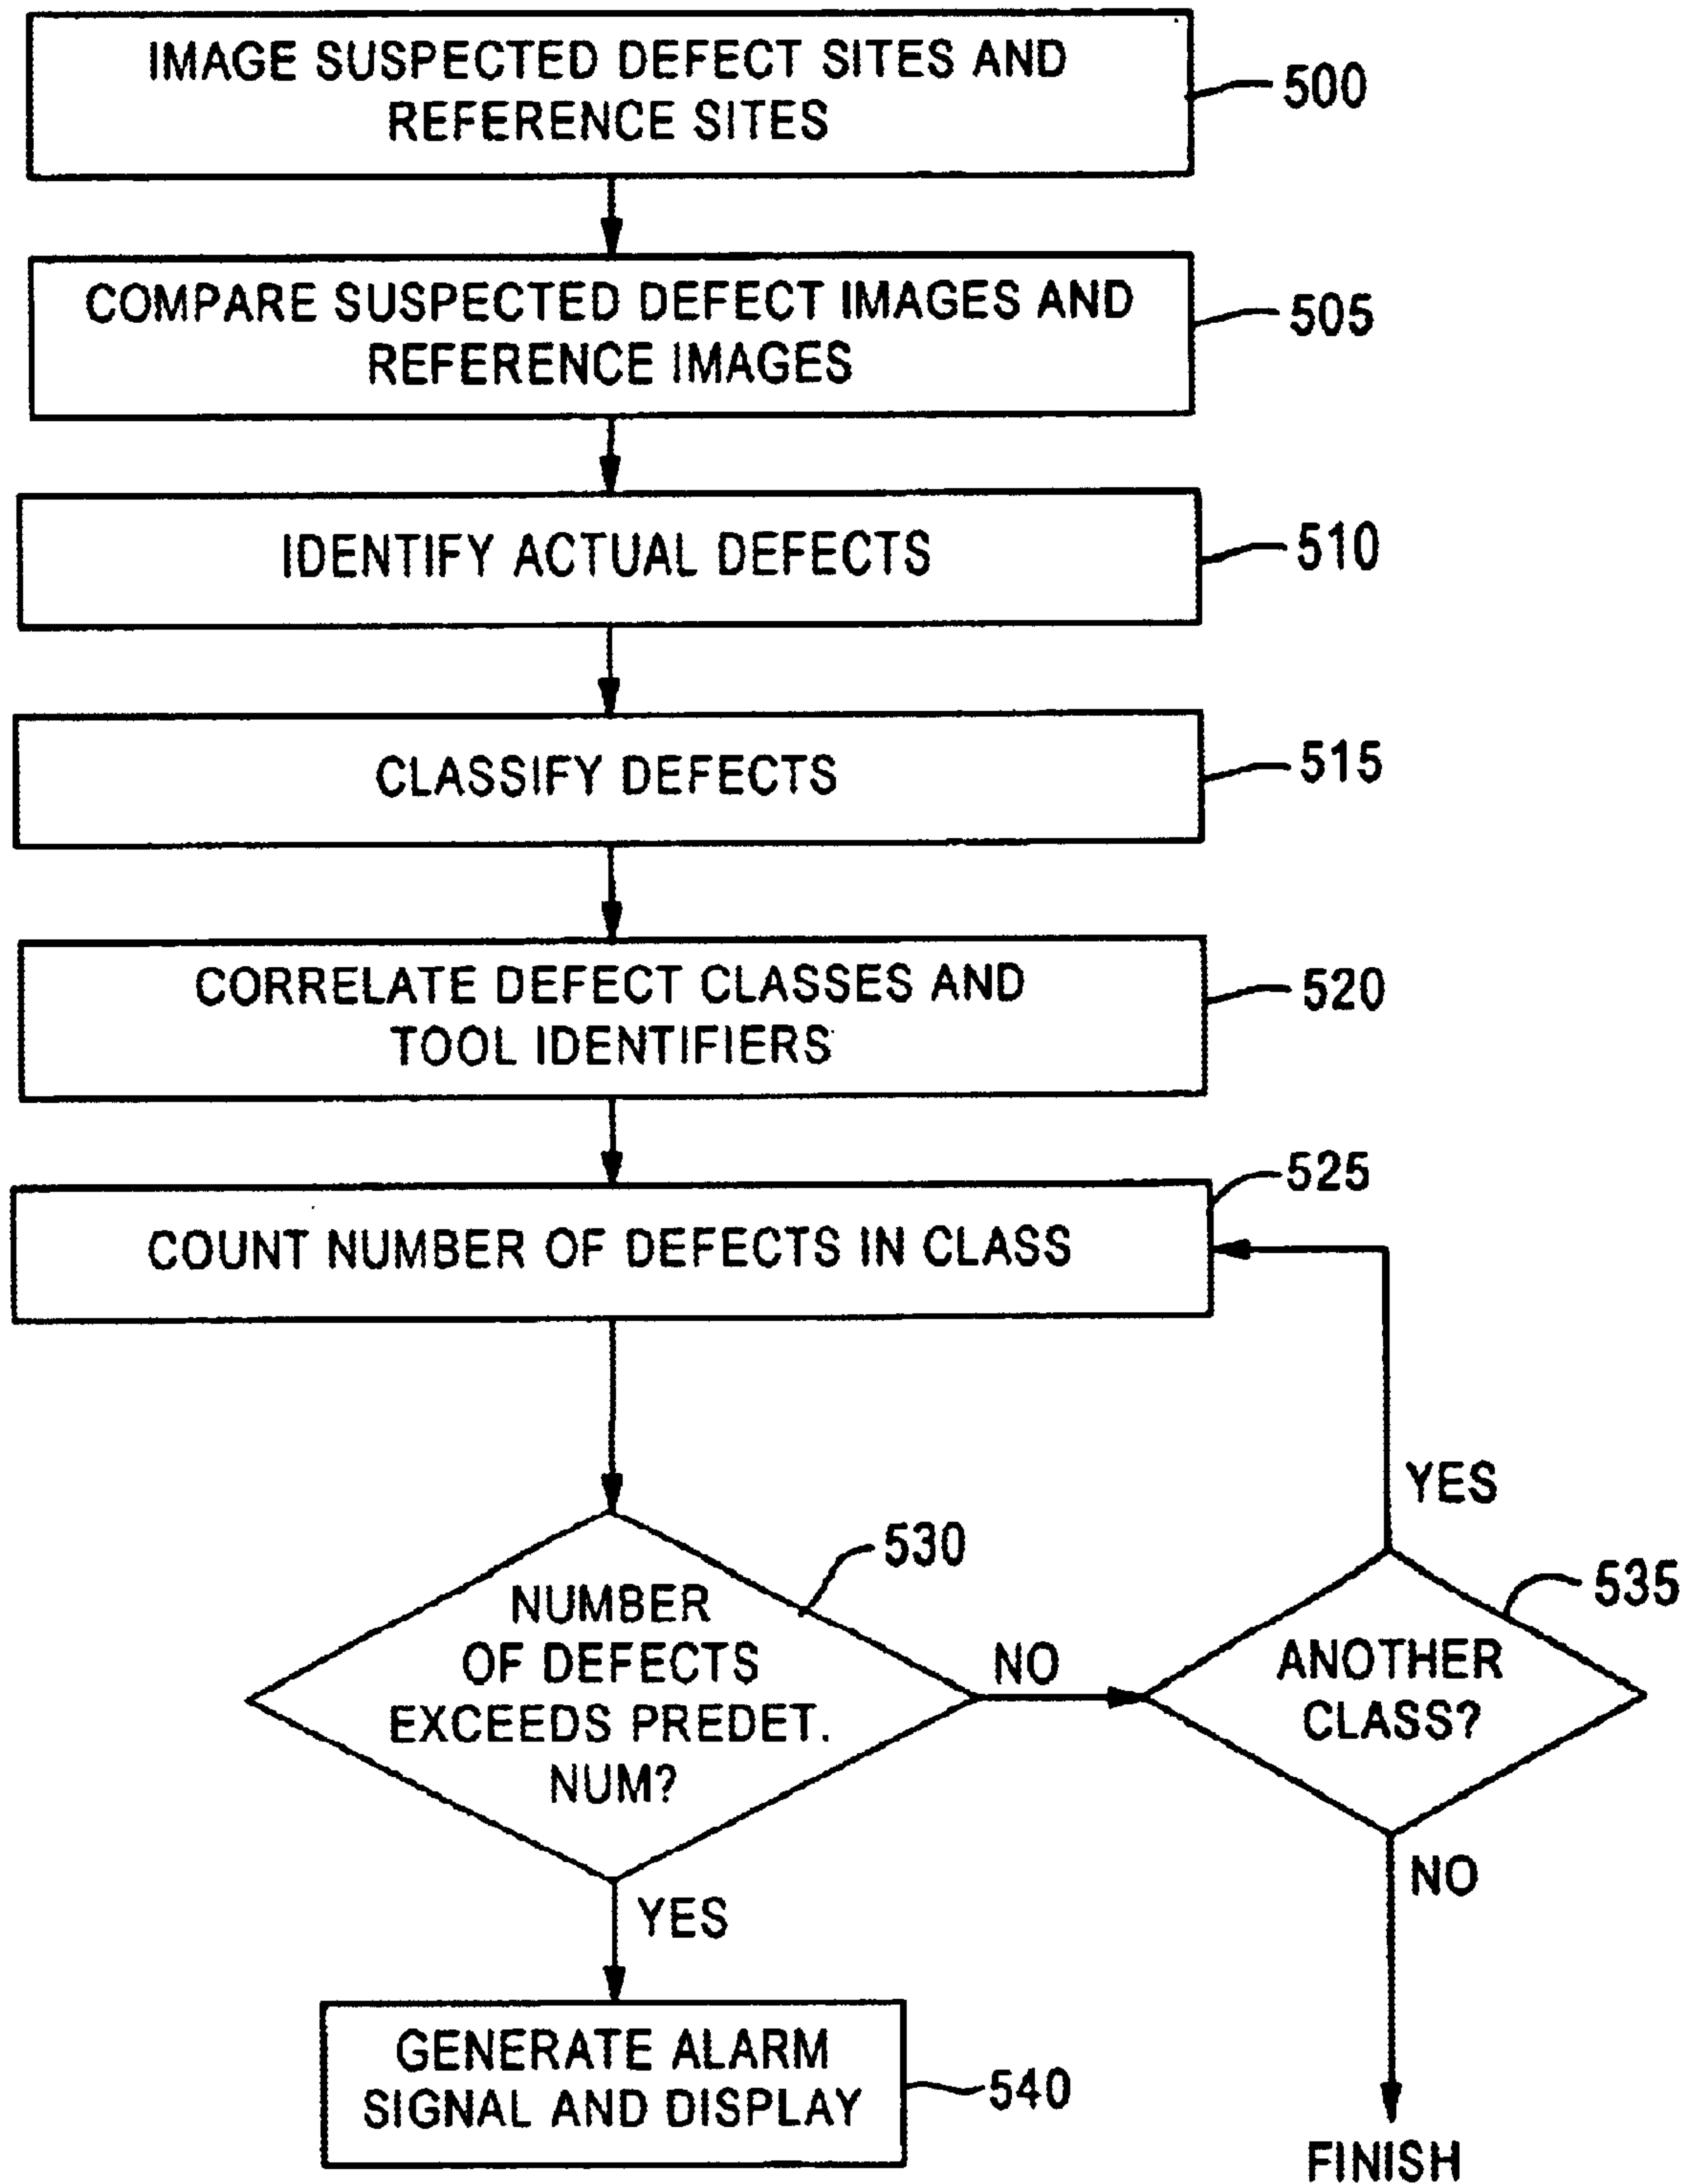 IMAGE SUSPECTED DEFECT SITES AND
REFERENCE SITES
500
COMPARE SUSPECTED DEFECT IMAGES AND
REFERENCE IMAGES
505
IDENTIFY ACTUAL DEFECTS
510
CLASSIFY DEFECTS
515
CORRELATE DEFECT CLASSES AND
TOOL IDENTIFIERS
520
525
COUNT NUMBER OF DEFECTS IN CLASS
YES
530
535
NUMBER
OF DEFECTS
EXCEEDS PREDET.
NUM?
NO
ANOTHER
CLASS?
YES
NO
GENERATE ALARM
SIGNAL AND DISPLAY
540
FINISH